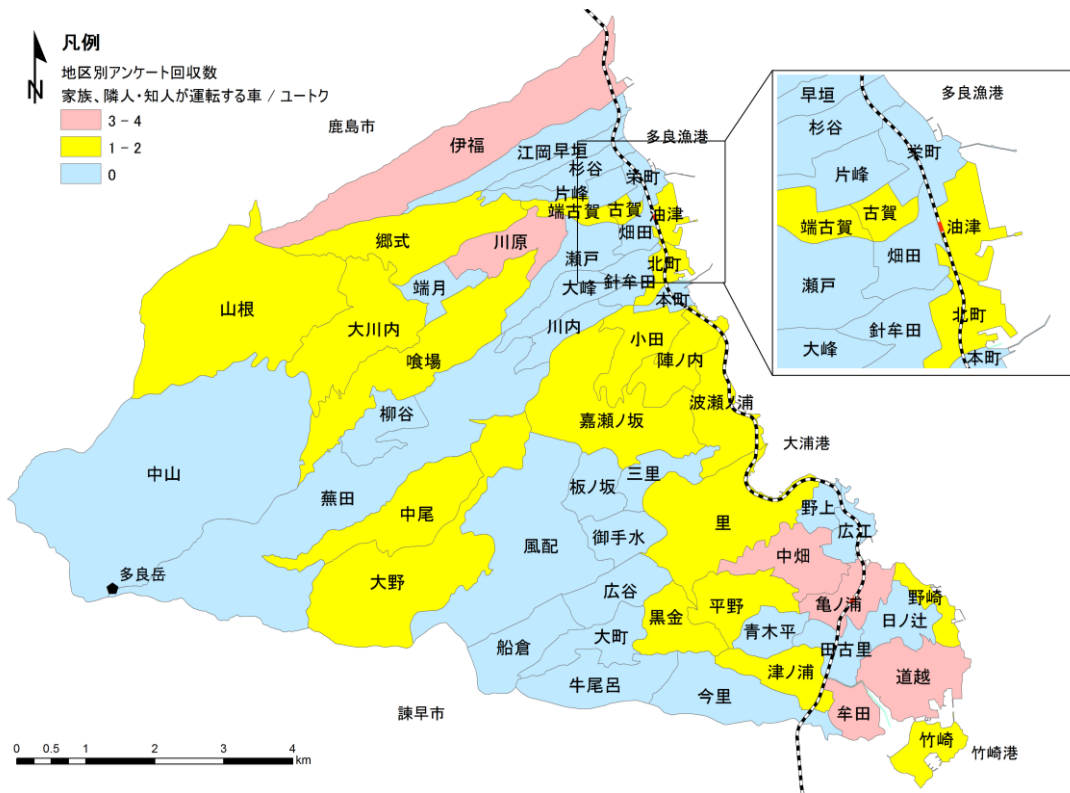 凡例
地区別アンケート回収数
家族、隣人・知人が運転する車 / ユートク
3 - 4
1 - 2
0
N
鹿島市
多良漁港
伊福
江岡
早垣
杉谷
栄町
片峰
端古賀
古賀
油津
郷式
川原
畑田
瀬戸
北町
端月
大峰
針牟田
本町
山根
大川内
川内
小田
喰場
陣ノ内
波瀬ノ浦
柳谷
嘉瀬ノ坂
大浦港
中山
三里
板ノ坂
蕪田
中尾
里
野上
広江
風配
御手水
中畑
多良岳
大野
広谷
黒金
平野
亀ノ浦
野崎
日ノ辻
青木平
大町
船倉
田古里
津ノ浦
道越
牛尾呂
今里
牟田
諫早市
竹崎
竹崎港
0 0.5 1 2 3 4
km
早垣
多良漁港
杉谷
栄町
片峰
古賀
端古賀
油津
畑田
瀬戸
北町
針牟田
大峰
本町